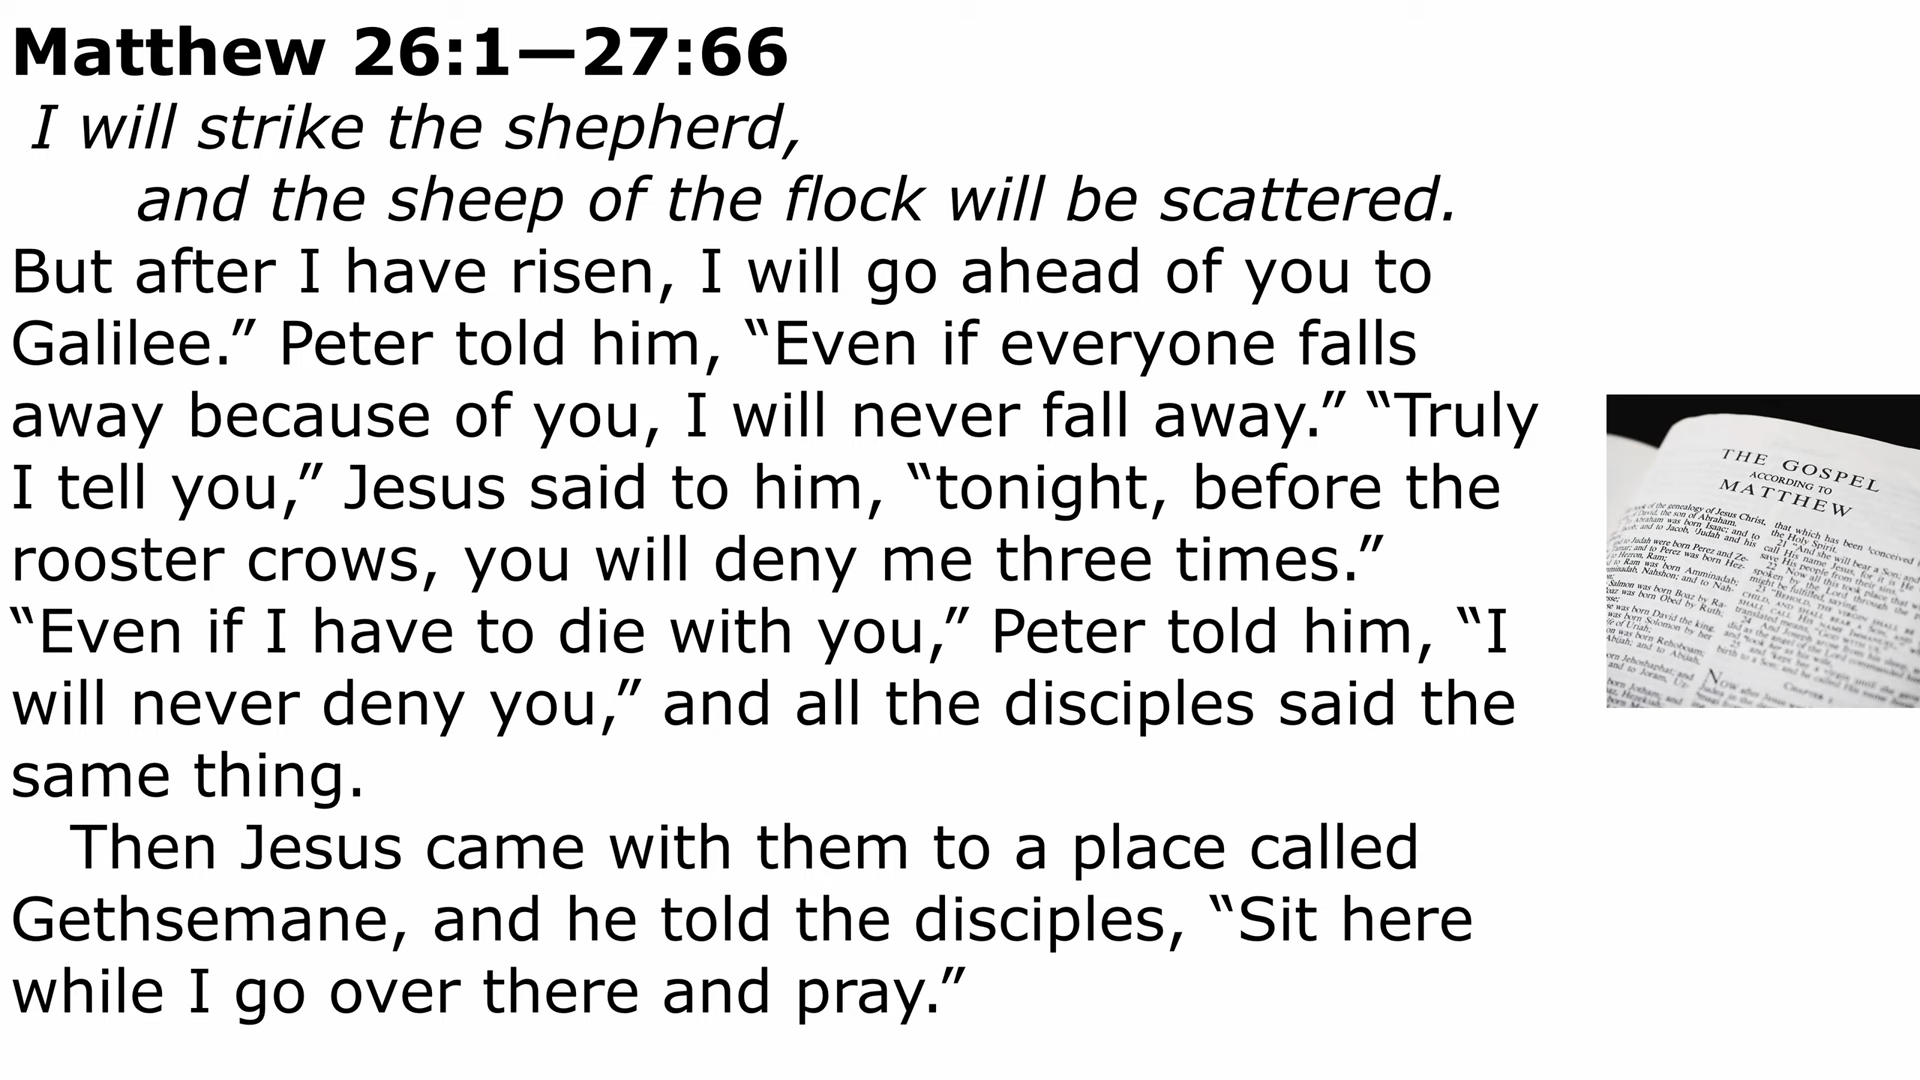 Matthew 26:1—27:66
I will strike the shepherd,
and the sheep of the flock will be scattered.
But after I have risen, I will go ahead of you to
Galilee.” Peter told him, “Even if everyone falls
away because of you, I will never fall away.” “Truly
I tell you,” Jesus said to him, “tonight, before the
rooster crows, you will deny me three times.”
“Even if I have to die with you,” Peter told him, “I
will never deny you,” and all the disciples said the
same thing.
Then Jesus came with them to a place called
Gethsemane, and he told the disciples, “Sit here
while I go over there and pray.”
THE GOSPEL
ACCORDING TO
MATTHEW